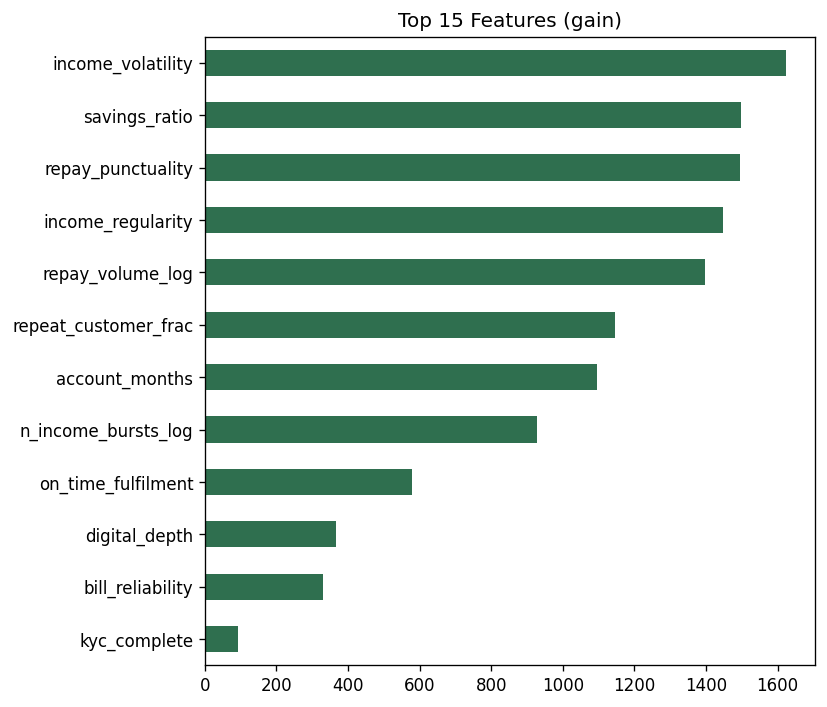 Top 15 Features (gain)
income_volatility
savings_ratio
repay_punctuality
income_regularity
repay_volume_log
repeat_customer_frac
account_months
n_income_bursts_log
on_time_fulfilment
digital_depth
bill_reliability
kyc_complete
0 200 400 600 800 1000 1200 1400 1600